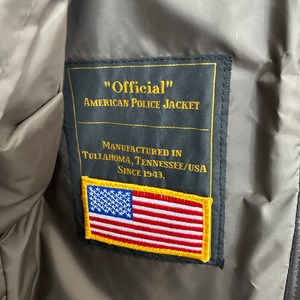 "Official"
American Police Jacket
Manufactured in
Tullahoma, Tennessee/USA
Since 1943.